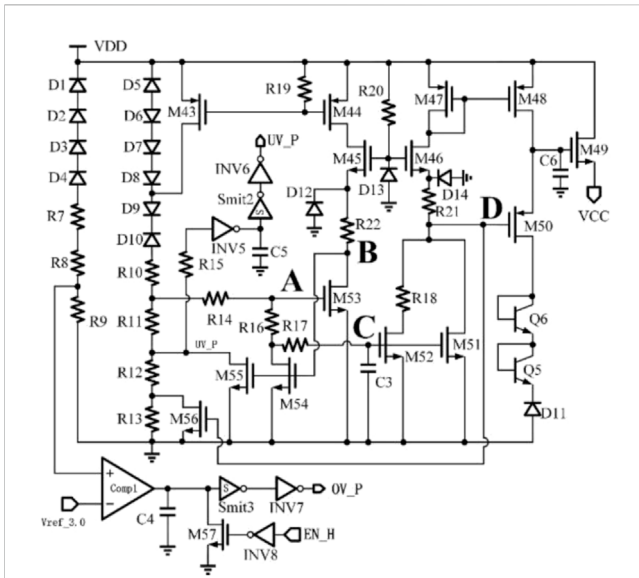 VDD
D1 D5 R19 R20 M47 M48
M43 M44
D2 D6
UV_P
D3 D7 M45 M46 M49
INV6 C6
D4 D8 Smit2 D12 D13 D14
S
R7 D9 R21 D VCC
R22 M50
D10 INV5 C5
R8 R15 B
R10
A R18
R9 R14 M53 Q6
R11 R16 R17 C
UV_P M52 M51
R12 M55 C3 Q5
M54
M56
R13 D11
+
Comp1 S OV_P
− Smit3 INV7
Vref_3.0 C4
M57 EN_H
INV8